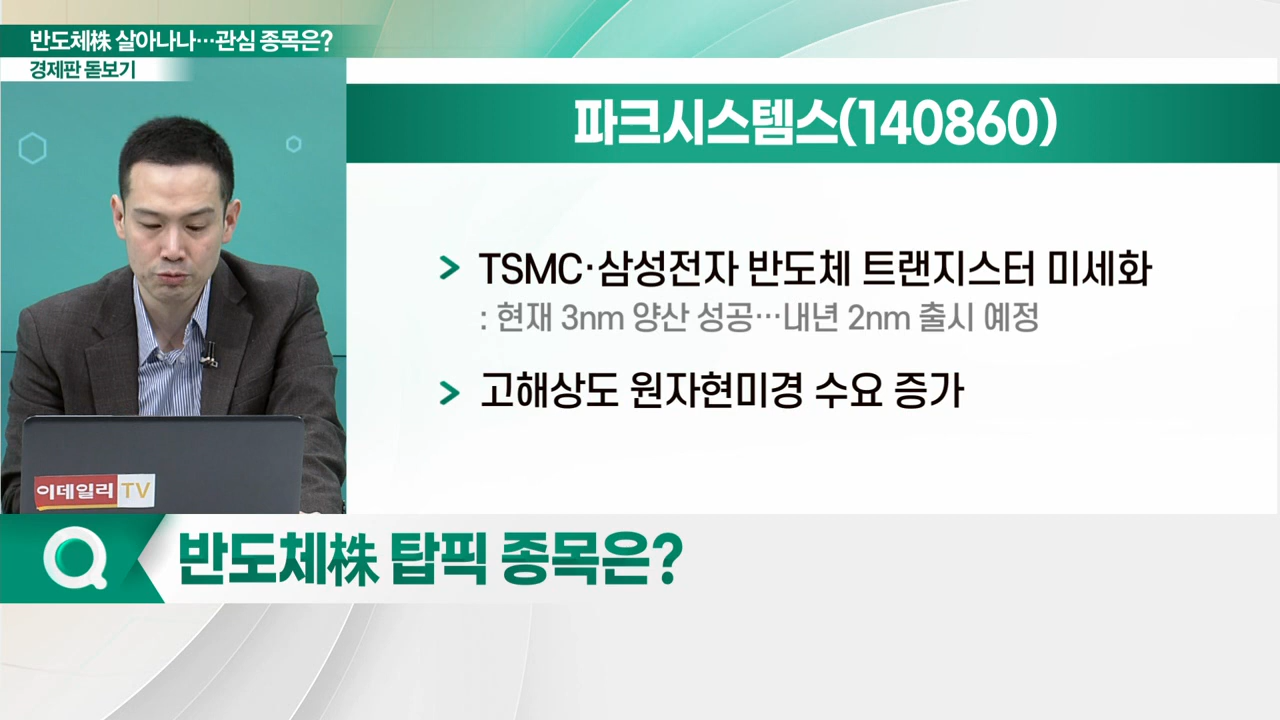 반도체株 살아나나…관심 종목은?
경제판 돋보기
파크시스템스(140860)
> TSMC·삼성전자 반도체 트랜지스터 미세화
: 현재 3nm 양산 성공…내년 2nm 출시 예정
> 고해상도 원자현미경 수요 증가
이데일리TV
Q 반도체株 탑픽 종목은?